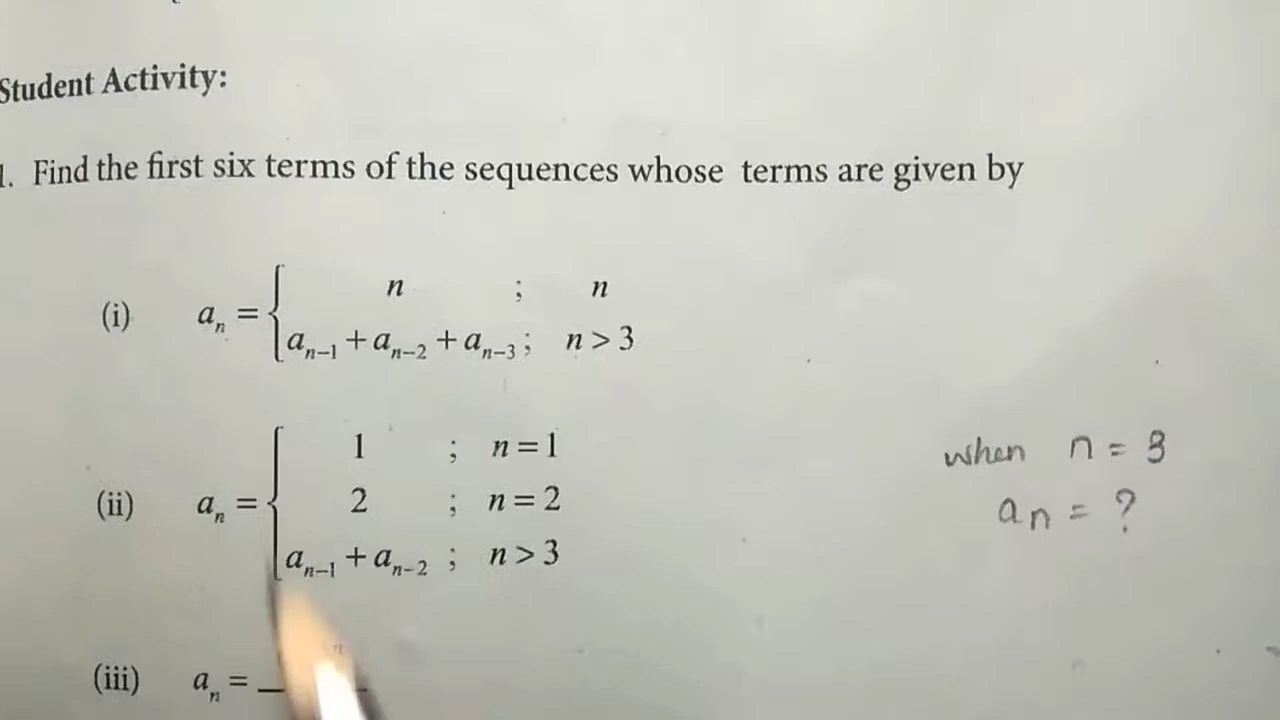 Student Activity:
1. Find the first six terms of the sequences whose terms are given by
(i) aₙ = { n ; n
aₙ₋₁ + aₙ₋₂ + aₙ₋₃ ; n > 3
(ii) aₙ = { 1 ; n = 1
2 ; n = 2
aₙ₋₁ + aₙ₋₂ ; n > 3
when n = 3
aₙ = ?
(iii) aₙ =